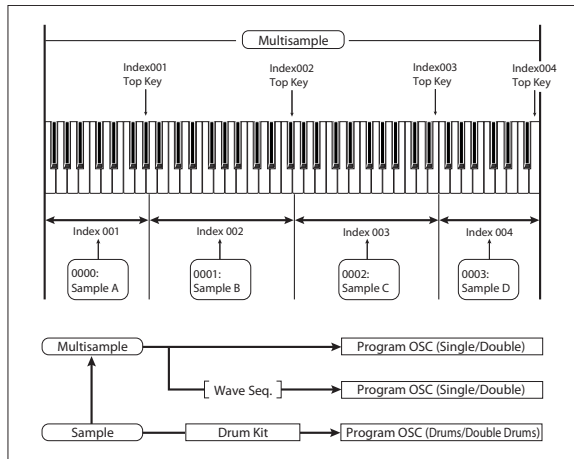 Multisample
Index001 Index002 Index003 Index004
Top Key Top Key Top Key Top Key
Index 001 Index 002 Index 003 Index 004
0000: 0001: 0002: 0003:
Sample A Sample B Sample C Sample D
Multisample Program OSC (Single/Double)
Wave Seq. Program OSC (Single/Double)
Sample Drum Kit Program OSC (Drums/Double Drums)